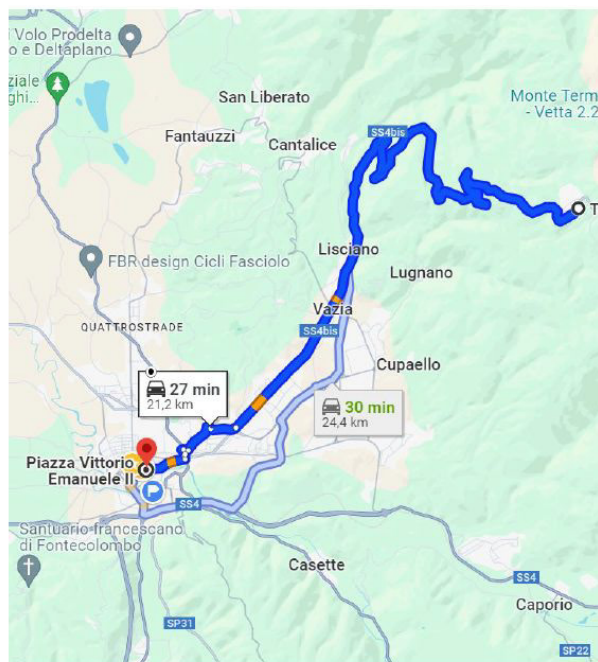 i Volo Prodelta
o e Deltaplano
ziale
ghi...
San Liberato
Monte Term
- Vetta 2.2
Fantauzzi
Cantalice
SS4bis
T
Lisciano
FBR design Cicli Fasciolo
Lugnano
Vazia
QUATTROSTRADE
SS4bis
Cupaello
27 min
21,2 km
30 min
24,4 km
Piazza Vittorio
Emanuele II
SS4
Santuario francescano
di Fontecolombo
Casette
SS4
Caporio
SP31
SP22